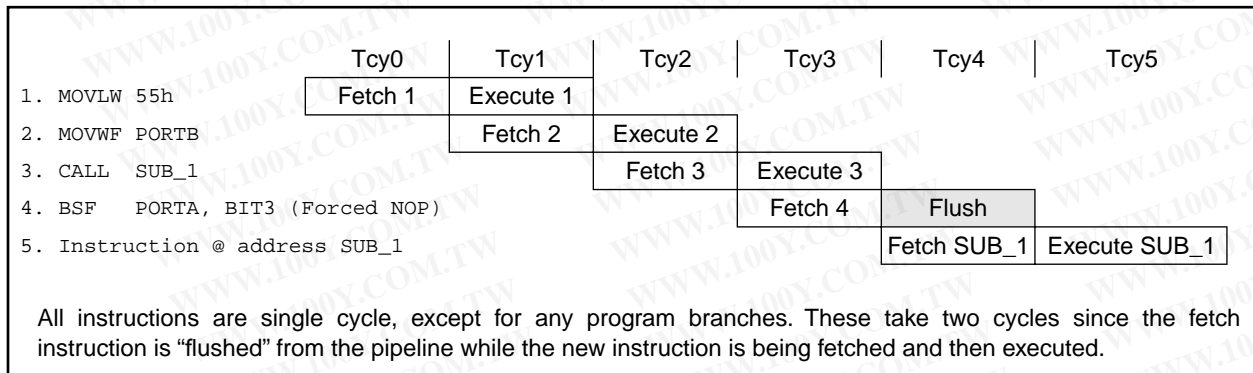 Tcy0 Tcy1 Tcy2 Tcy3 Tcy4 Tcy5
1. MOVLW 55h Fetch 1 Execute 1
2. MOVWF PORTB Fetch 2 Execute 2
3. CALL SUB_1 Fetch 3 Execute 3
4. BSF PORTA, BIT3 (Forced NOP) Fetch 4 Flush
5. Instruction @ address SUB_1 Fetch SUB_1 Execute SUB_1
All instructions are single cycle, except for any program branches. These take two cycles since the fetch
instruction is “flushed” from the pipeline while the new instruction is being fetched and then executed.
WWW.100Y.COM.TW